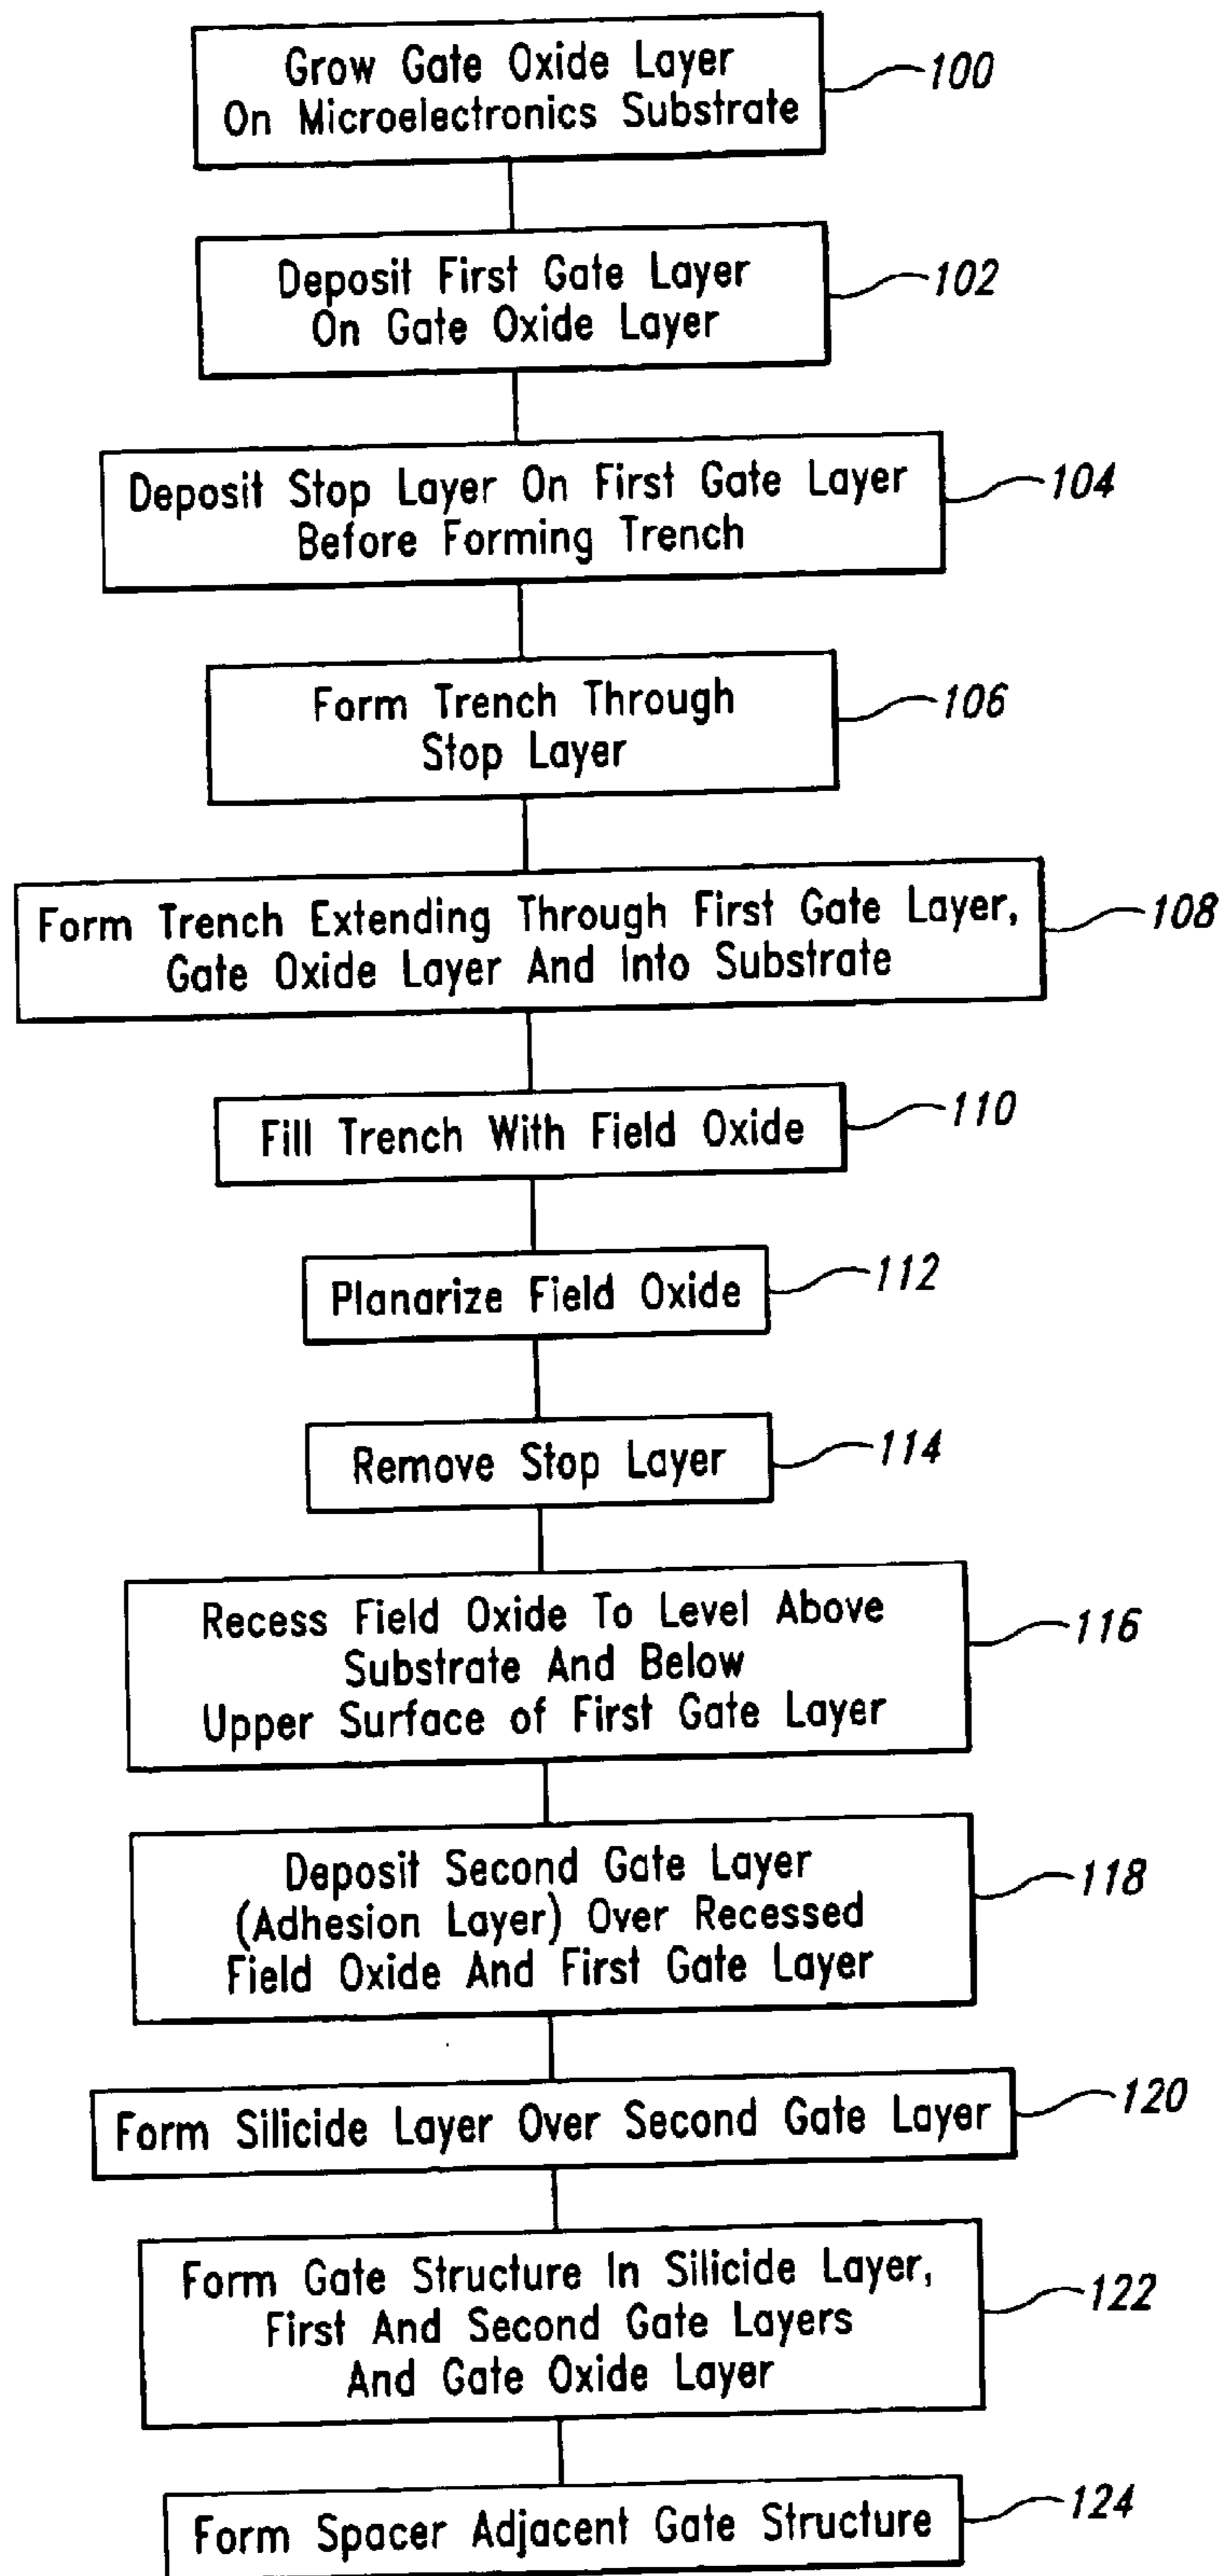 Grow Gate Oxide Layer
On Microelectronics Substrate
100
Deposit First Gate Layer
On Gate Oxide Layer
102
Deposit Stop Layer On First Gate Layer
Before Forming Trench
104
Form Trench Through
Stop Layer
106
Form Trench Extending Through First Gate Layer,
Gate Oxide Layer And Into Substrate
108
Fill Trench With Field Oxide
110
Planarize Field Oxide
112
Remove Stop Layer
114
Recess Field Oxide To Level Above
Substrate And Below
Upper Surface of First Gate Layer
116
Deposit Second Gate Layer
(Adhesion Layer) Over Recessed
Field Oxide And First Gate Layer
118
Form Silicide Layer Over Second Gate Layer
120
Form Gate Structure In Silicide Layer,
First And Second Gate Layers
And Gate Oxide Layer
122
Form Spacer Adjacent Gate Structure
124